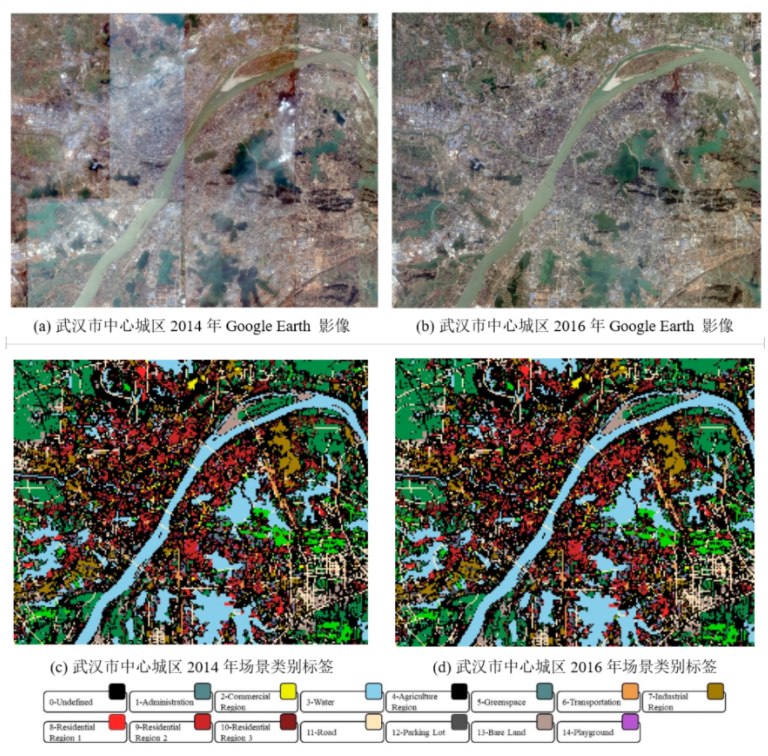 (a) 武汉市中心城区 2014 年 Google Earth 影像
(b) 武汉市中心城区 2016 年 Google Earth 影像
(c) 武汉市中心城区 2014 年场景类别标签
(d) 武汉市中心城区 2016 年场景类别标签
0-Undefined
1-Administration
2-Commercial
Region
3-Water
4-Agriculture
Region
5-Greenspace
6-Transportation
7-Industrial
Region
8-Residential
Region 1
9-Residential
Region 2
10-Residential
Region 3
11-Road
12-Parking Lot
13-Bare Land
14-Playground